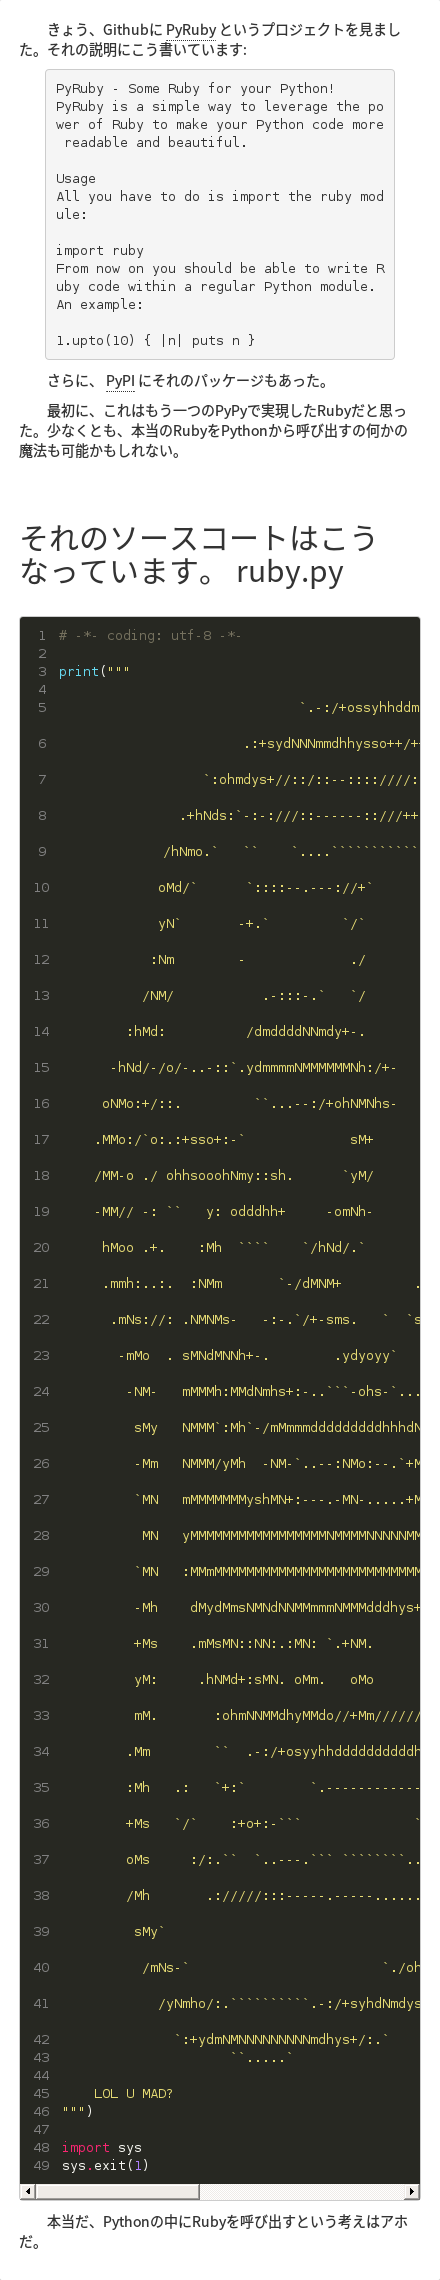 きょう、Githubに PyRuby というプロジェクトを見まし
た。それの説明にこう書いています:
PyRuby - Some Ruby for your Python!
PyRuby is a simple way to leverage the po
wer of Ruby to make your Python code more
 readable and beautiful.
Usage
All you have to do is import the ruby mod
ule:
import ruby
From now on you should be able to write R
uby code within a regular Python module.
An example:
1.upto(10) { |n| puts n }
さらに、 PyPI にそれのパッケージもあった。
最初に、これはもう一つのPyPyで実現したRubyだと思っ
た。少なくとも、本当のRubyをPythonから呼び出すの何かの
魔法も可能かもしれない。
それのソースコートはこう
なっています。 ruby.py
1 # -*- coding: utf-8 -*-
2
3 print("""
4
5 `.-:/+ossyhhddm
6 .:+sydNNNmmdhhysso++/+
7 `:ohmdys+//::/::--::::////:
8 .+hNds:`-:-:///::------::///++
9 /hNmo.` `` `....```````````
10 oMd/` `::::--.---://+`
11 yN` -+.` `/`
12 :Nm - ./
13 /NM/ .-:::-.` `/
14 :hMd: /dmddddNNmdy+-.
15 -hNd/-/o/-..-::`.ydmmmmNMMMMMMNh:/+-
16 oNMo:+/::. ``...--:/+ohNMNhs-
17 .MMo:/`o:.:+sso+:-` sM+
18 /MM-o ./ ohhsooohNmy::sh. `yM/
19 -MM// -: `` y: odddhh+ -omNh-
20 hMoo .+. :Mh ```` `/hNd/.`
21 .mmh:..:. :NMm `-/dMNM+ .
22 .mNs://: .NMNMs- -:-.`/+-sms. ` `s
23 -mMo . sMNdMNNh+-. .ydyoyy`
24 -NM- mMMMh:MMdNmhs+:-..```-ohs-`...
25 sMy NMMM`:Mh`-/mMmmmdddddddddhhhdN
26 -Mm NMMM/yMh -NM-`..--:NMo:--.`+M
27 `MN mMMMMMMMyshMN+:---.-MN-.....+M
28 MN yMMMMMMMMMMMMMMMMMNMMMMNNNNNMM
29 `MN :MMmMMMMMMMMMMMMMMMMMMMMMMMMMM
30 -Mh dMydMmsNMNdNNMMmmmNMMMdddhys+
31 +Ms .mMsMN::NN:.:MN: `.+NM.
32 yM: .hNMd+:sMN. oMm. oMo
33 mM. :ohmNNMMdhyMMdo//+Mm//////
34 .Mm `` .-:/+osyyhhddddddddddh
35 :Mh .: `+:` `.------------
36 +Ms `/` :+o+:-``` `
37 oMs :/:.`` `..---.``` ````````..
38 /Mh .://///:::-----.-----.......
39 sMy`
40 /mNs-` `./oh
41 /yNmho/:.``````````.-:/+syhdNmdys
42 `:+ydmNMNNNNNNNNNmdhys+/:.`
43 ``.....`
44
45 LOL U MAD?
46 """)
47
48 import sys
49 sys.exit(1)
本当だ、Pythonの中にRubyを呼び出すという考えはアホ
だ。